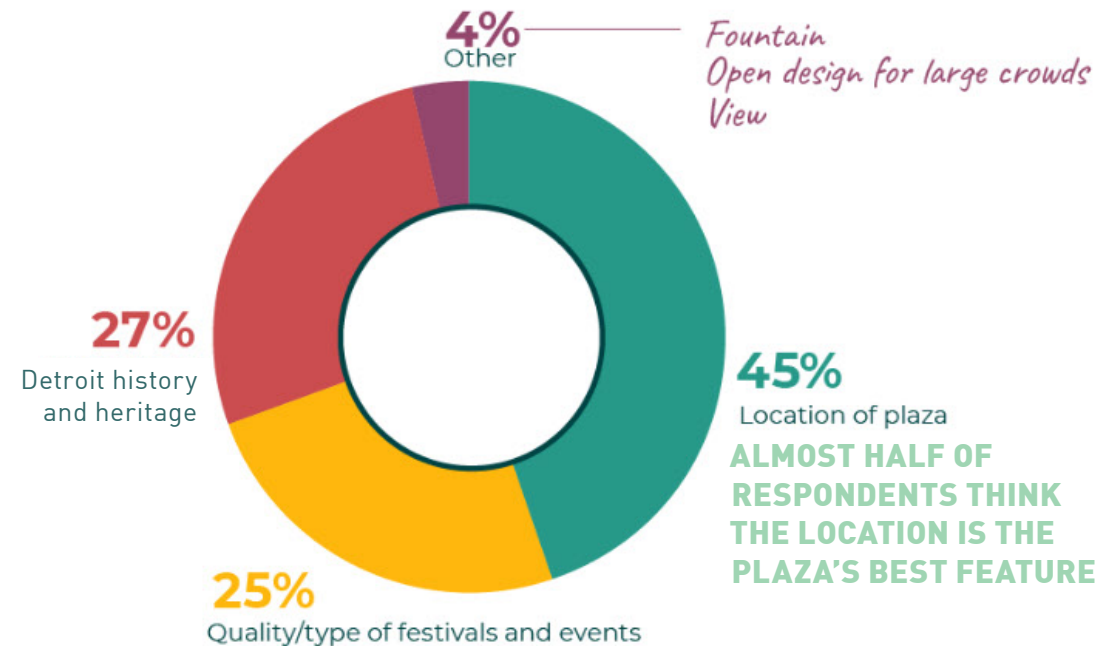 4%
Other
Fountain
Open design for large crowds
View
27%
Detroit history
and heritage
45%
Location of plaza
ALMOST HALF OF
RESPONDENTS THINK
THE LOCATION IS THE
PLAZA'S BEST FEATURE
25%
Quality/type of festivals and events